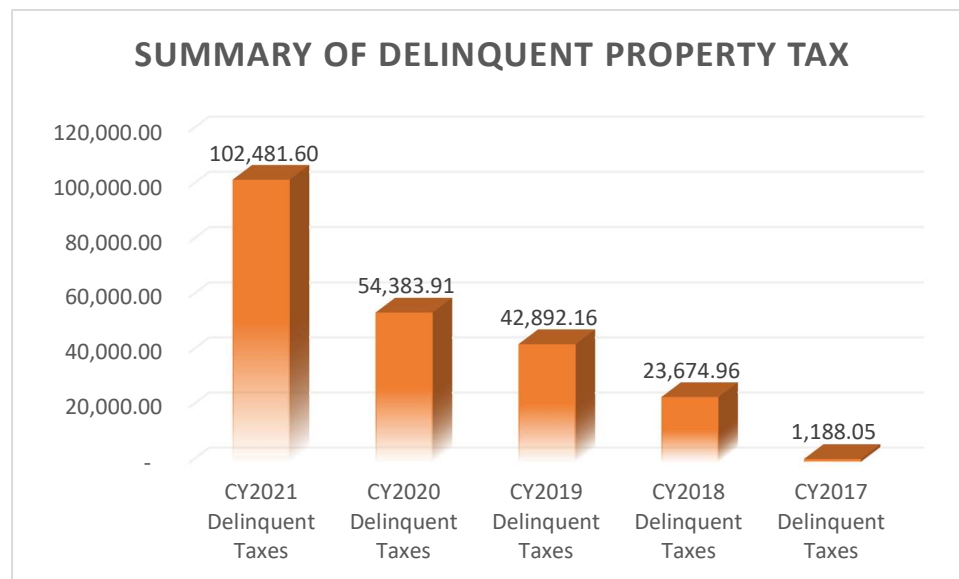 SUMMARY OF DELINQUENT PROPERTY TAX
120,000.00
100,000.00
80,000.00
60,000.00
40,000.00
20,000.00
-
102,481.60
54,383.91
42,892.16
23,674.96
1,188.05
CY2021
Delinquent
Taxes
CY2020
Delinquent
Taxes
CY2019
Delinquent
Taxes
CY2018
Delinquent
Taxes
CY2017
Delinquent
Taxes